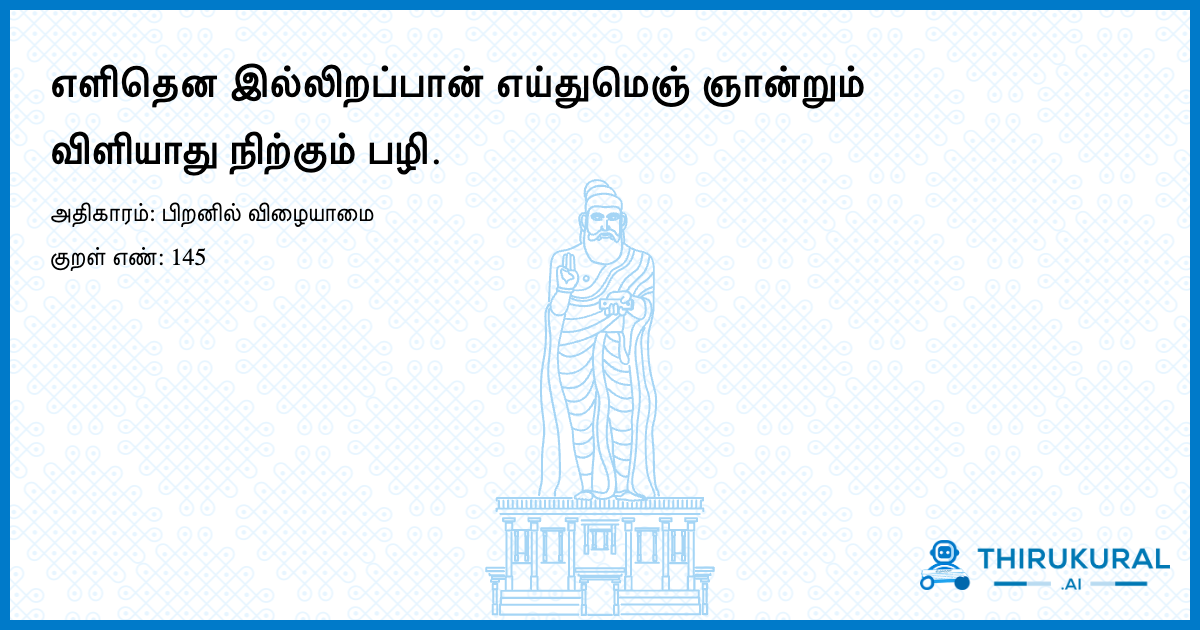 எளிதென இல்லிறப்பான் எய்துமெஞ் ஞான்றும்
விளியாது நிற்கும் பழி.
அதிகாரம்: பிறனில் விழையாமை
குறள் எண்: 145
THIRUKURAL
.AI